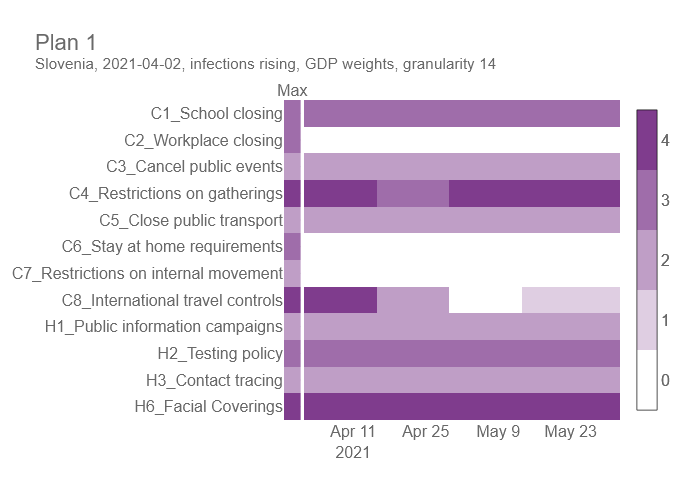 Plan 1
Slovenia, 2021-04-02, infections rising, GDP weights, granularity 14
Max
C1_School closing
C2_Workplace closing
C3_Cancel public events
C4_Restrictions on gatherings
C5_Close public transport
C6_Stay at home requirements
C7_Restrictions on internal movement
C8_International travel controls
H1_Public information campaigns
H2_Testing policy
H3_Contact tracing
H6_Facial Coverings
4
3
2
1
0
Apr 11 Apr 25 May 9 May 23
2021